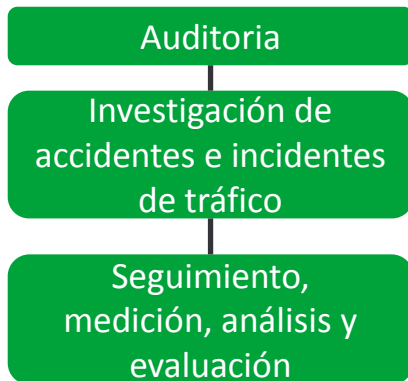 Auditoria
Investigación de
accidentes e incidentes
de tráfico
Seguimiento,
medición, análisis y
evaluación